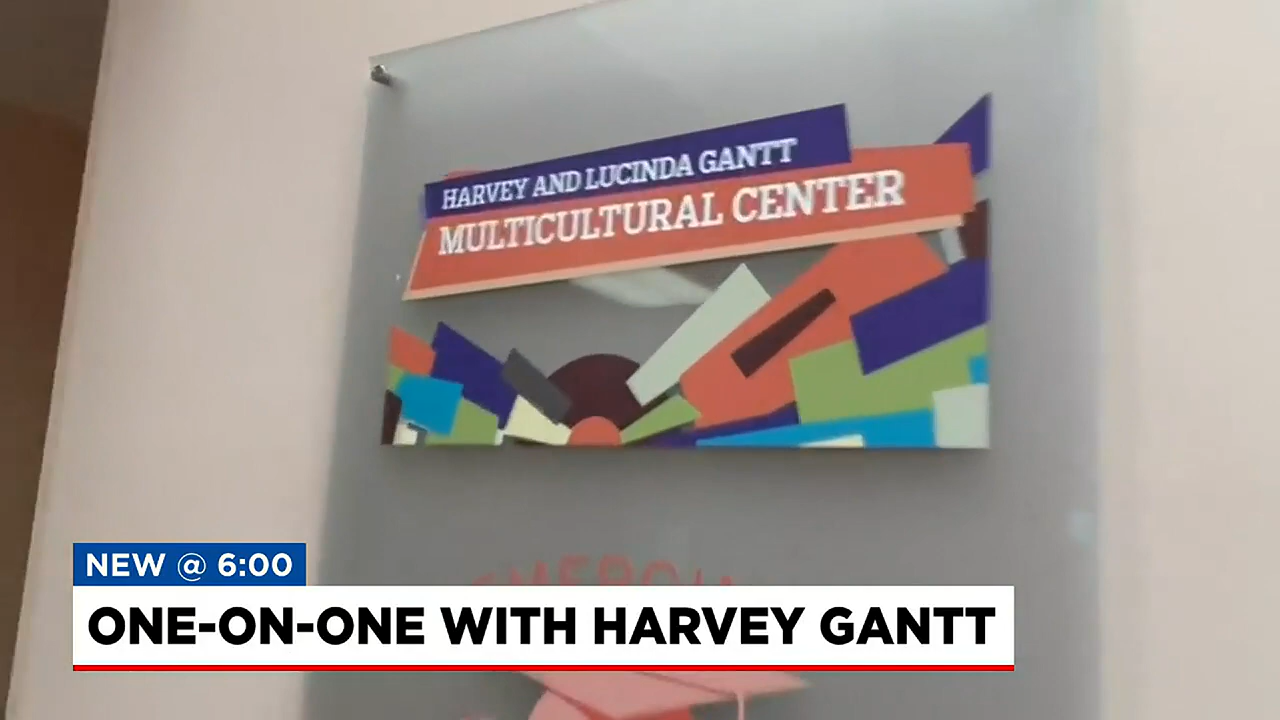 HARVEY AND LUCINDA GANTT
MULTICULTURAL CENTER
NEW @ 6:00
ONE-ON-ONE WITH HARVEY GANTT